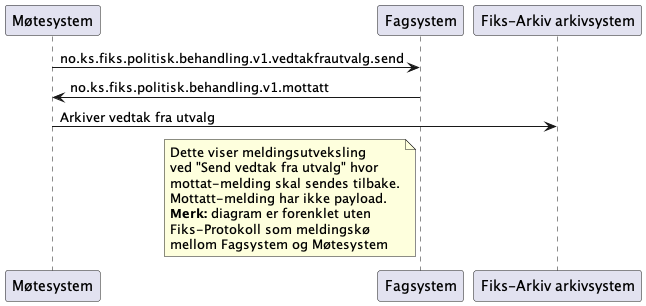 Møtesystem
Fagsystem
Fiks-Arkiv arkivsystem
no.ks.fiks.politisk.behandling.v1.vedtakfrautvalg.send
no.ks.fiks.politisk.behandling.v1.mottatt
Arkiver vedtak fra utvalg
Dette viser meldingsutveksling
ved "Send vedtak fra utvalg" hvor
mottat-melding skal sendes tilbake.
Mottatt-melding har ikke payload.
Merk: diagram er forenklet uten
Fiks-Protokoll som meldingskø
mellom Fagsystem og Møtesystem
Møtesystem
Fagsystem
Fiks-Arkiv arkivsystem